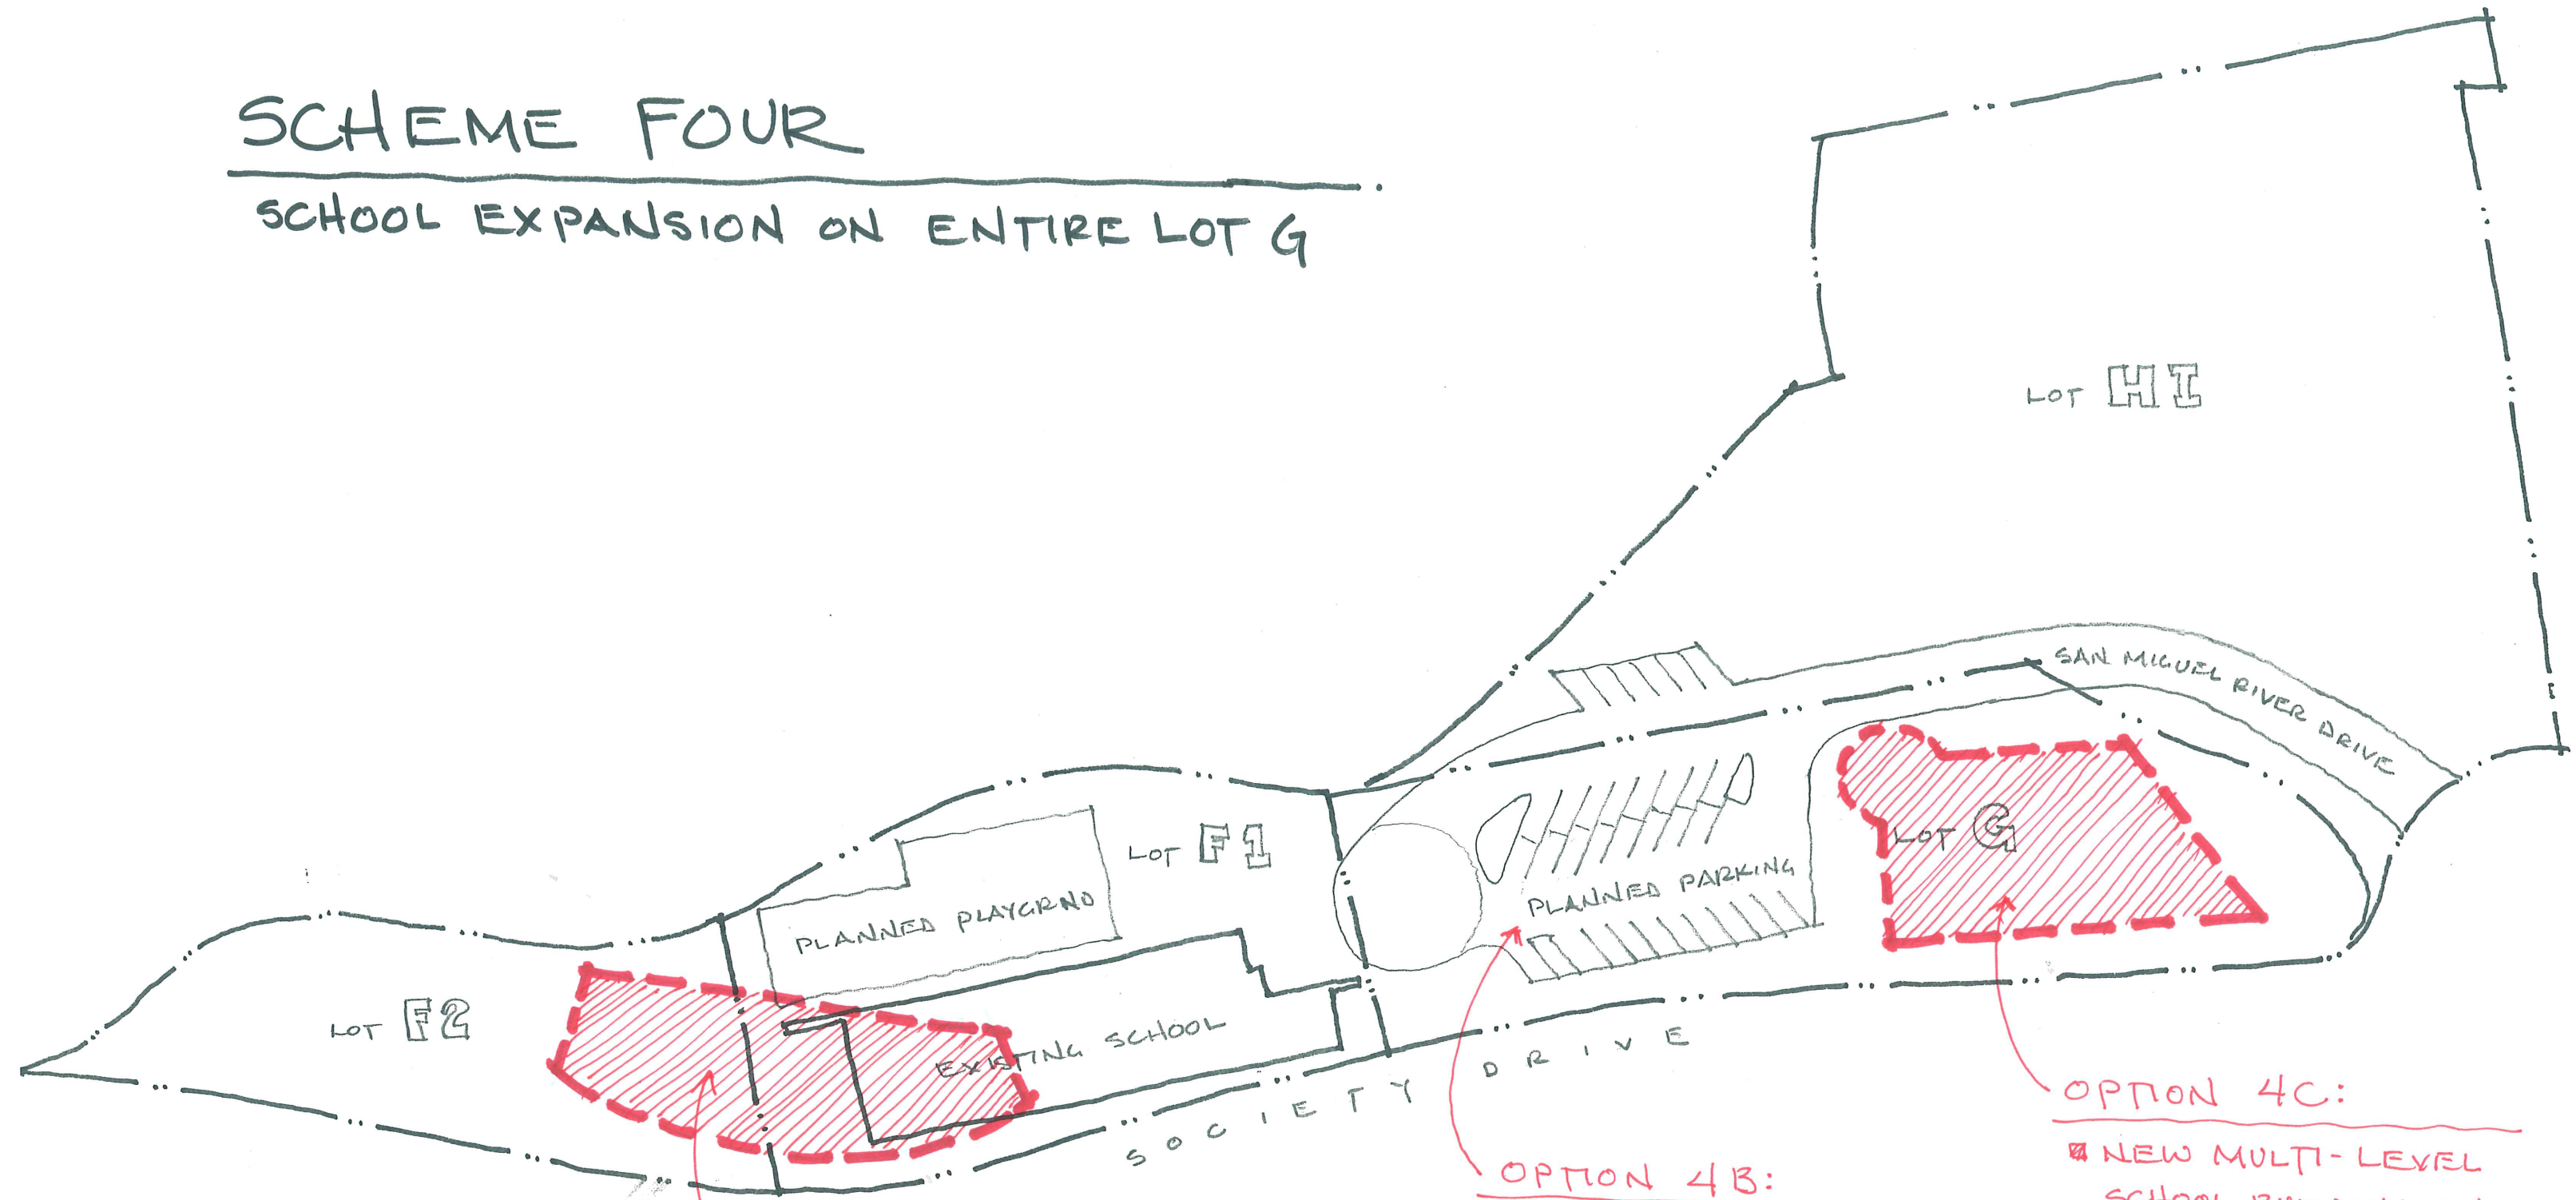 SCHEME FOUR
SCHOOL EXPANSION ON ENTIRE LOT G
LOT HI
SAN MIGUEL RIVER DRIVE
LOT G
LOT F1
PLANNED PLAYGRND
PLANNED PARKING
LOT F2
EXISTING SCHOOL
SOCIETY DRIVE
OPTION 4C:
NEW MULTI-LEVEL
SCHOOL
OPTION 4B: